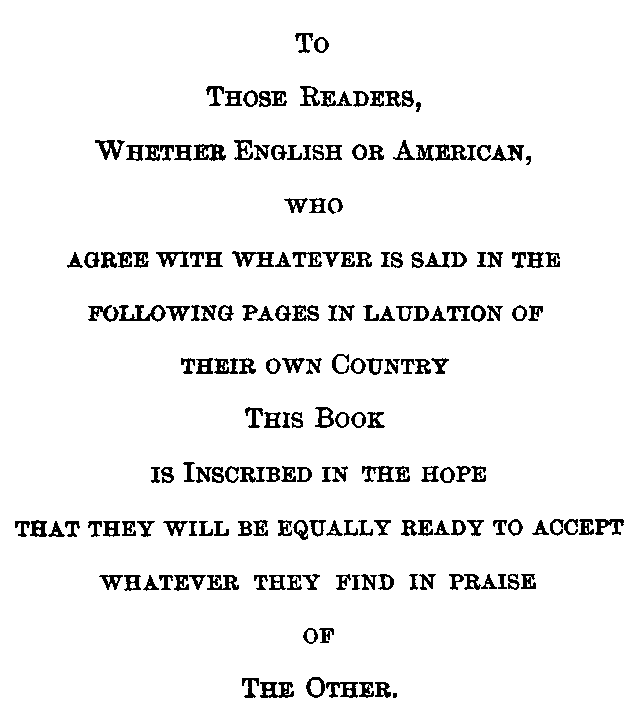 To
Those Readers,
Whether English or American,
who
agree with whatever is said in the
following pages in laudation of
their own Country
This Book
is Inscribed in the hope
that they will be equally ready to accept
whatever they find in praise
of
The Other.